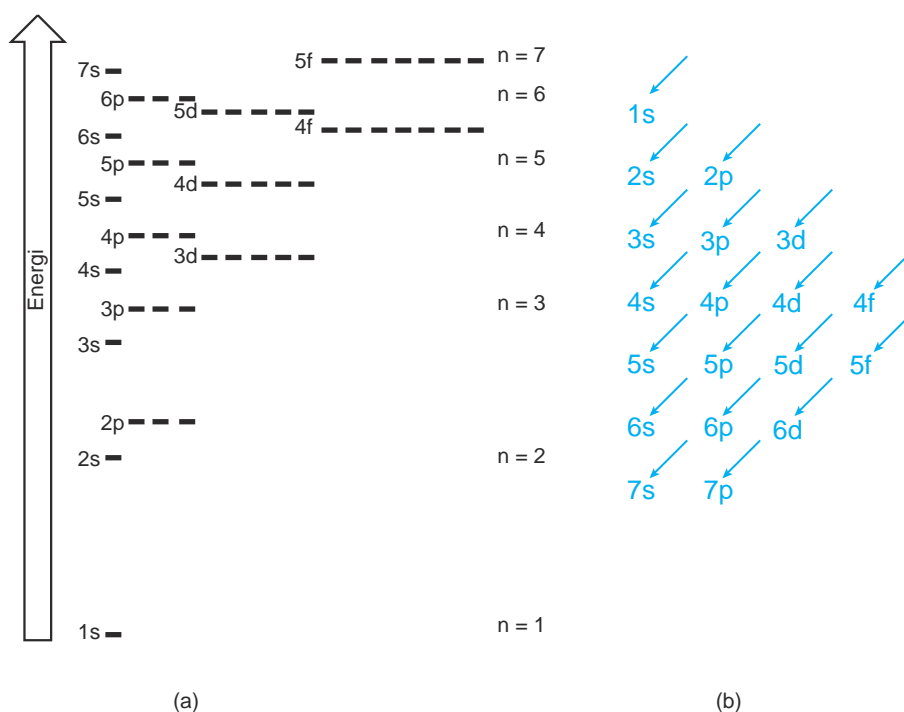 Energi
7s
6p
5d
5f
n = 7
n = 6
6s
4f
5p
n = 5
5s
4d
4p
n = 4
4s
3d
3p
n = 3
3s
2p
2s
n = 2
1s
n = 1
(a)
1s
2s 2p
3s 3p 3d
4s 4p 4d 4f
5s 5p 5d 5f
6s 6p 6d
7s 7p
(b)